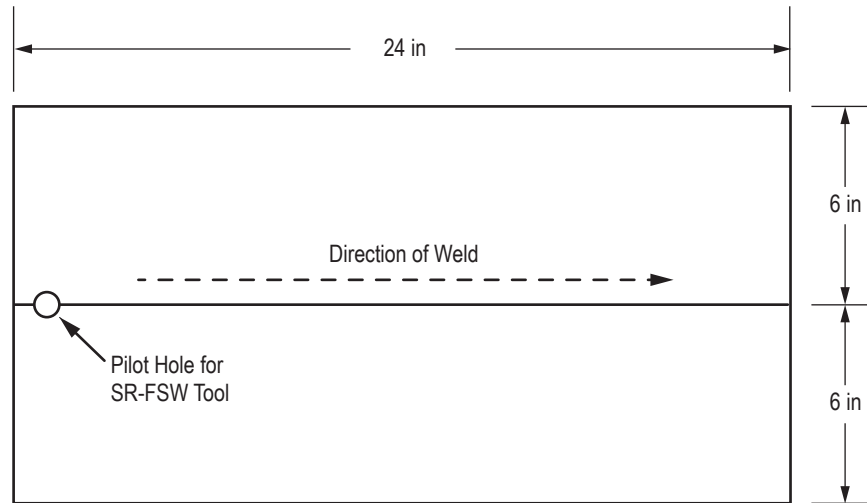 24 in
6 in
Direction of Weld
Pilot Hole for
SR-FSW Tool
6 in